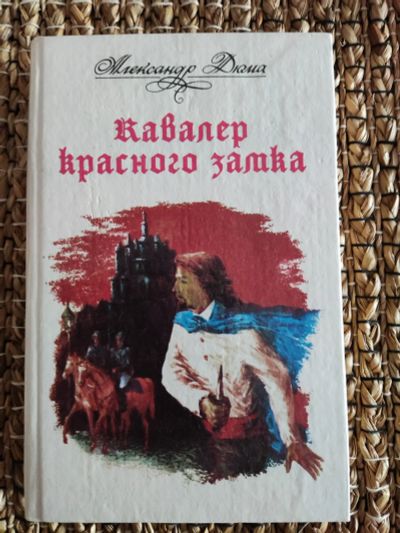 Александр Дюма
Кавалер
красного замка